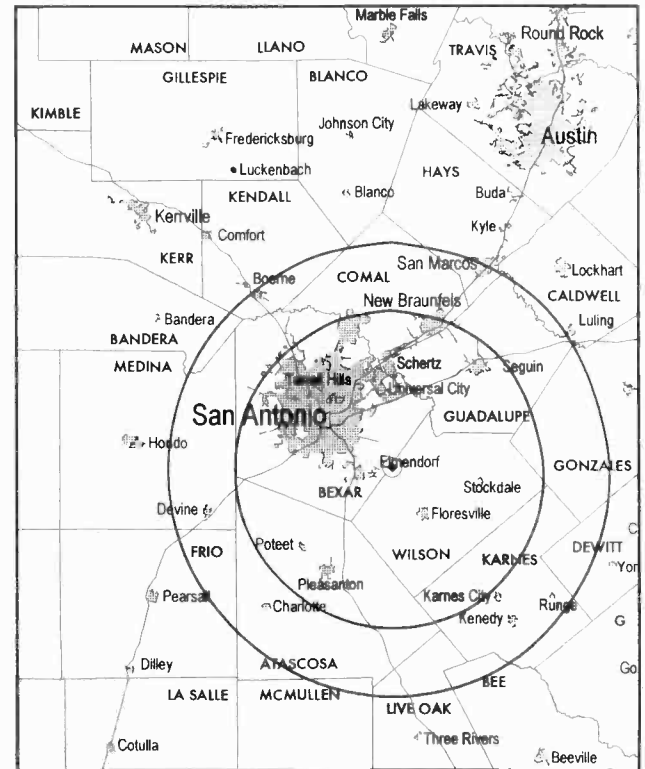 Marble Falls
Round Rock
MASON
LLANO
TRAVIS
GILLESPIE
BLANCO
Lakeway
KIMBLE
Johnson City
Fredericksburg
Austin
Luckenbach
HAYS
KENDALL
Blanco
Buda
Kerrville
Kyle
Comfort
KERR
San Marcos
Lockhart
COMAL
Boerne
CALDWELL
New Braunfels
Bandera
Luling
BANDERA
MEDINA
Schertz
Seguin
Hills
Universal City
San Antonio
GUADALUPE
Hondo
Elmendorf
GONZALES
BEXAR
Stockdale
Devine
Floresville
Poteet
FRIO
WILSON
KARNES
DEWITT
Yor
Pleasanton
Pearsall
Charlotte
Karnes City
Runge
Kenedy
G
Dilley
ATASCOSA
Go
BEE
LA SALLE
MCMULLEN
LIVE OAK
Cotulla
Three Rivers
Beeville